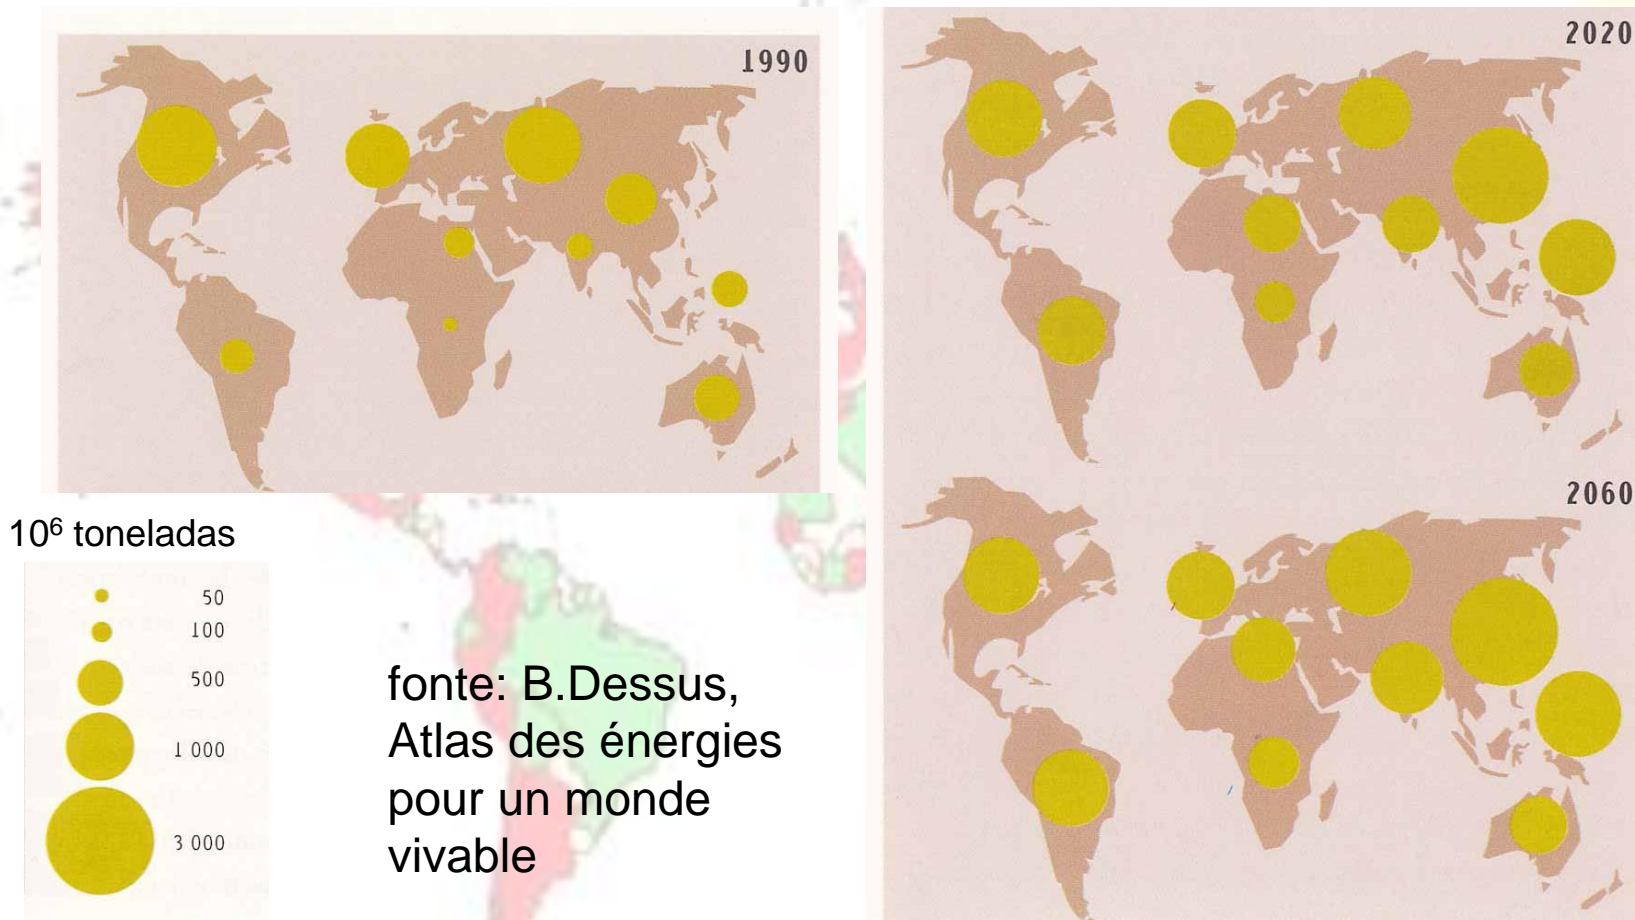 1990
2020
2060
10⁶ toneladas
50
100
500
1 000
3 000
fonte: B.Dessus,
Atlas des énergies
pour un monde
vivable